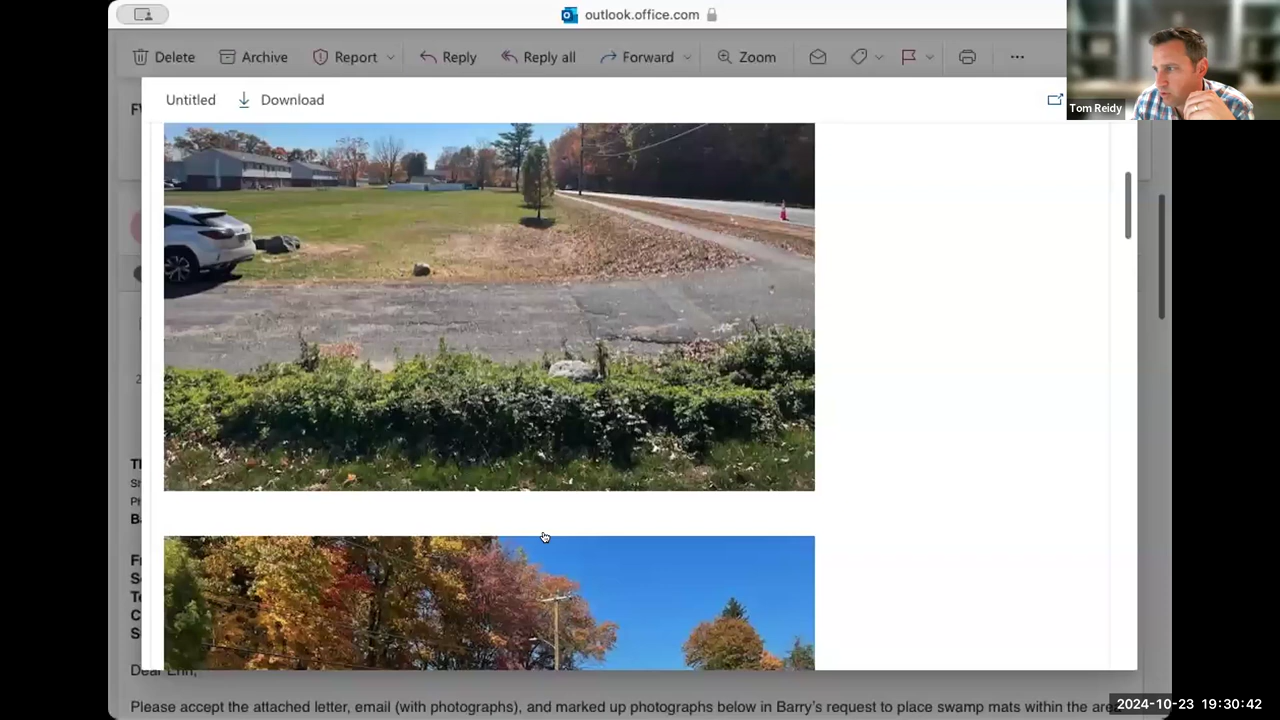 outlook.office.com
Delete Archive Report Reply Reply all Forward Zoom
Untitled Download
Tom Reidy
Dear Erin,
Please accept the attached letter, email (with photographs), and marked up photographs below in Barry's request to place swamp mats within the area
2024-10-23 19:30:42